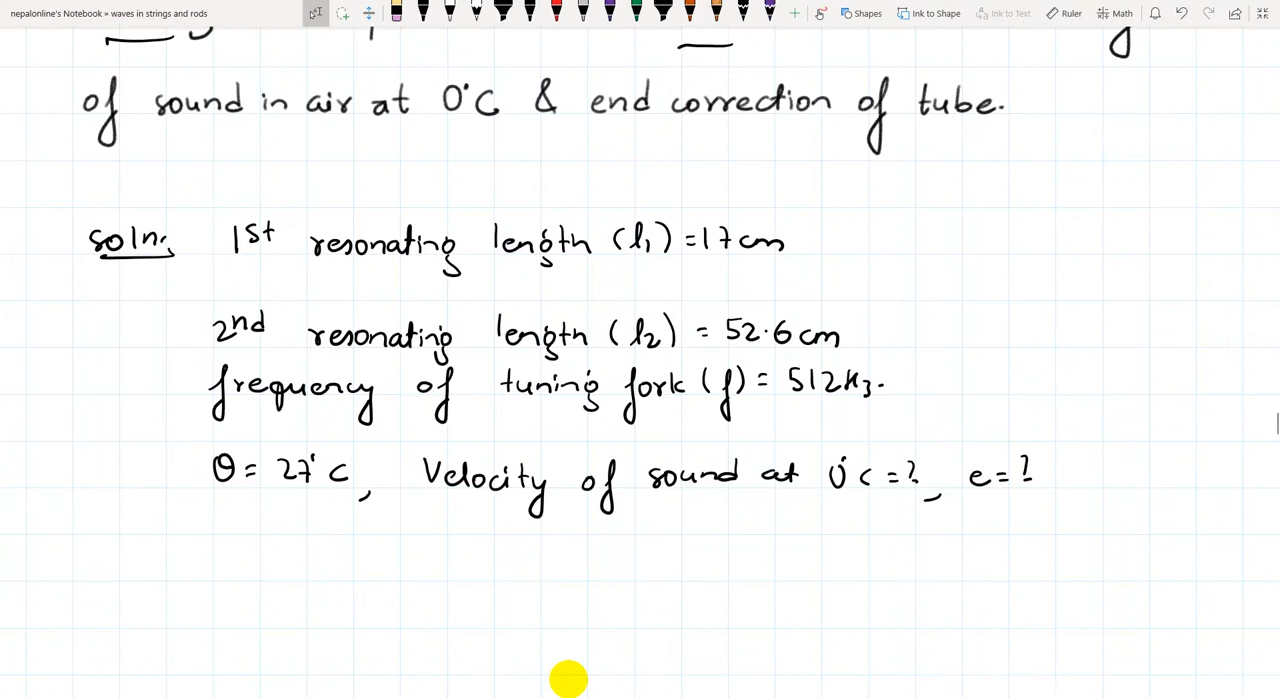 nepalonline's Notebook » waves in strings and rods
Shapes Ink to Shape Ink to Text Ruler Math
of sound in air at 0°C & end correction of tube.
soln. 1st resonating length (l₁) = 17 cm
2nd resonating length (l₂) = 52.6 cm
frequency of tuning fork (f) = 512 Hz.
θ = 27°C, Velocity of sound at 0°C = ?, e = ?